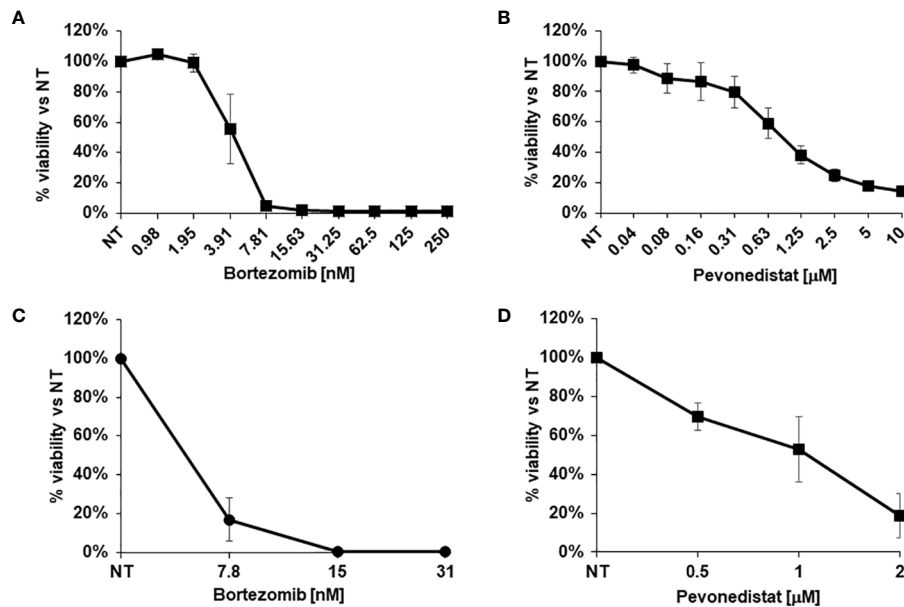 A
% viability vs NT
120%
100%
80%
60%
40%
20%
0%
NT 0.98 1.95 3.91 7.81 15.63 31.25 62.5 125 250
Bortezomib [nM]
B
% viability vs NT
120%
100%
80%
60%
40%
20%
0%
NT 0.04 0.08 0.16 0.31 0.63 1.25 2.5 5 10
Pevonedistat [μM]
C
% viability vs NT
120%
100%
80%
60%
40%
20%
0%
NT 7.8 15 31
Bortezomib [nM]
D
% viability vs NT
120%
100%
80%
60%
40%
20%
0%
NT 0.5 1 2
Pevonedistat [μM]